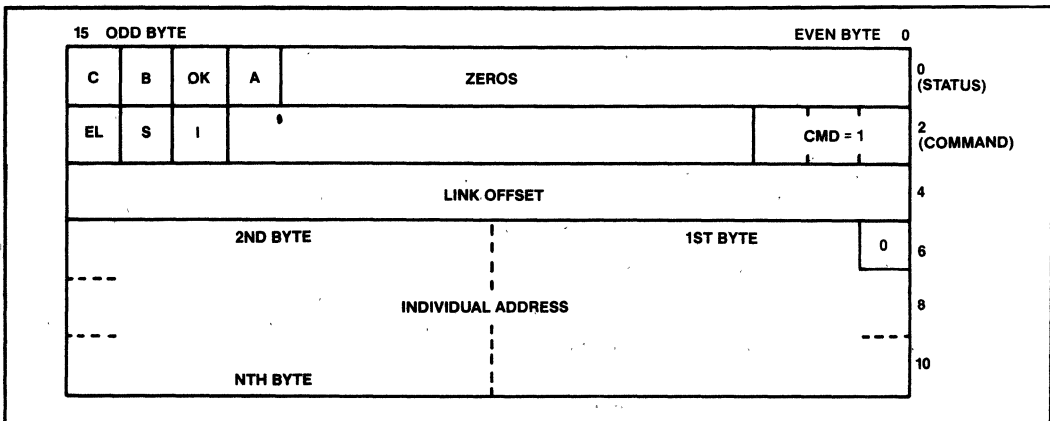 15 ODD BYTE EVEN BYTE 0
C B OK A ZEROS 0
(STATUS)
EL S I CMD = 1 2
(COMMAND)
LINK OFFSET 4
2ND BYTE 1ST BYTE 0 6
INDIVIDUAL ADDRESS 8
NTH BYTE 10